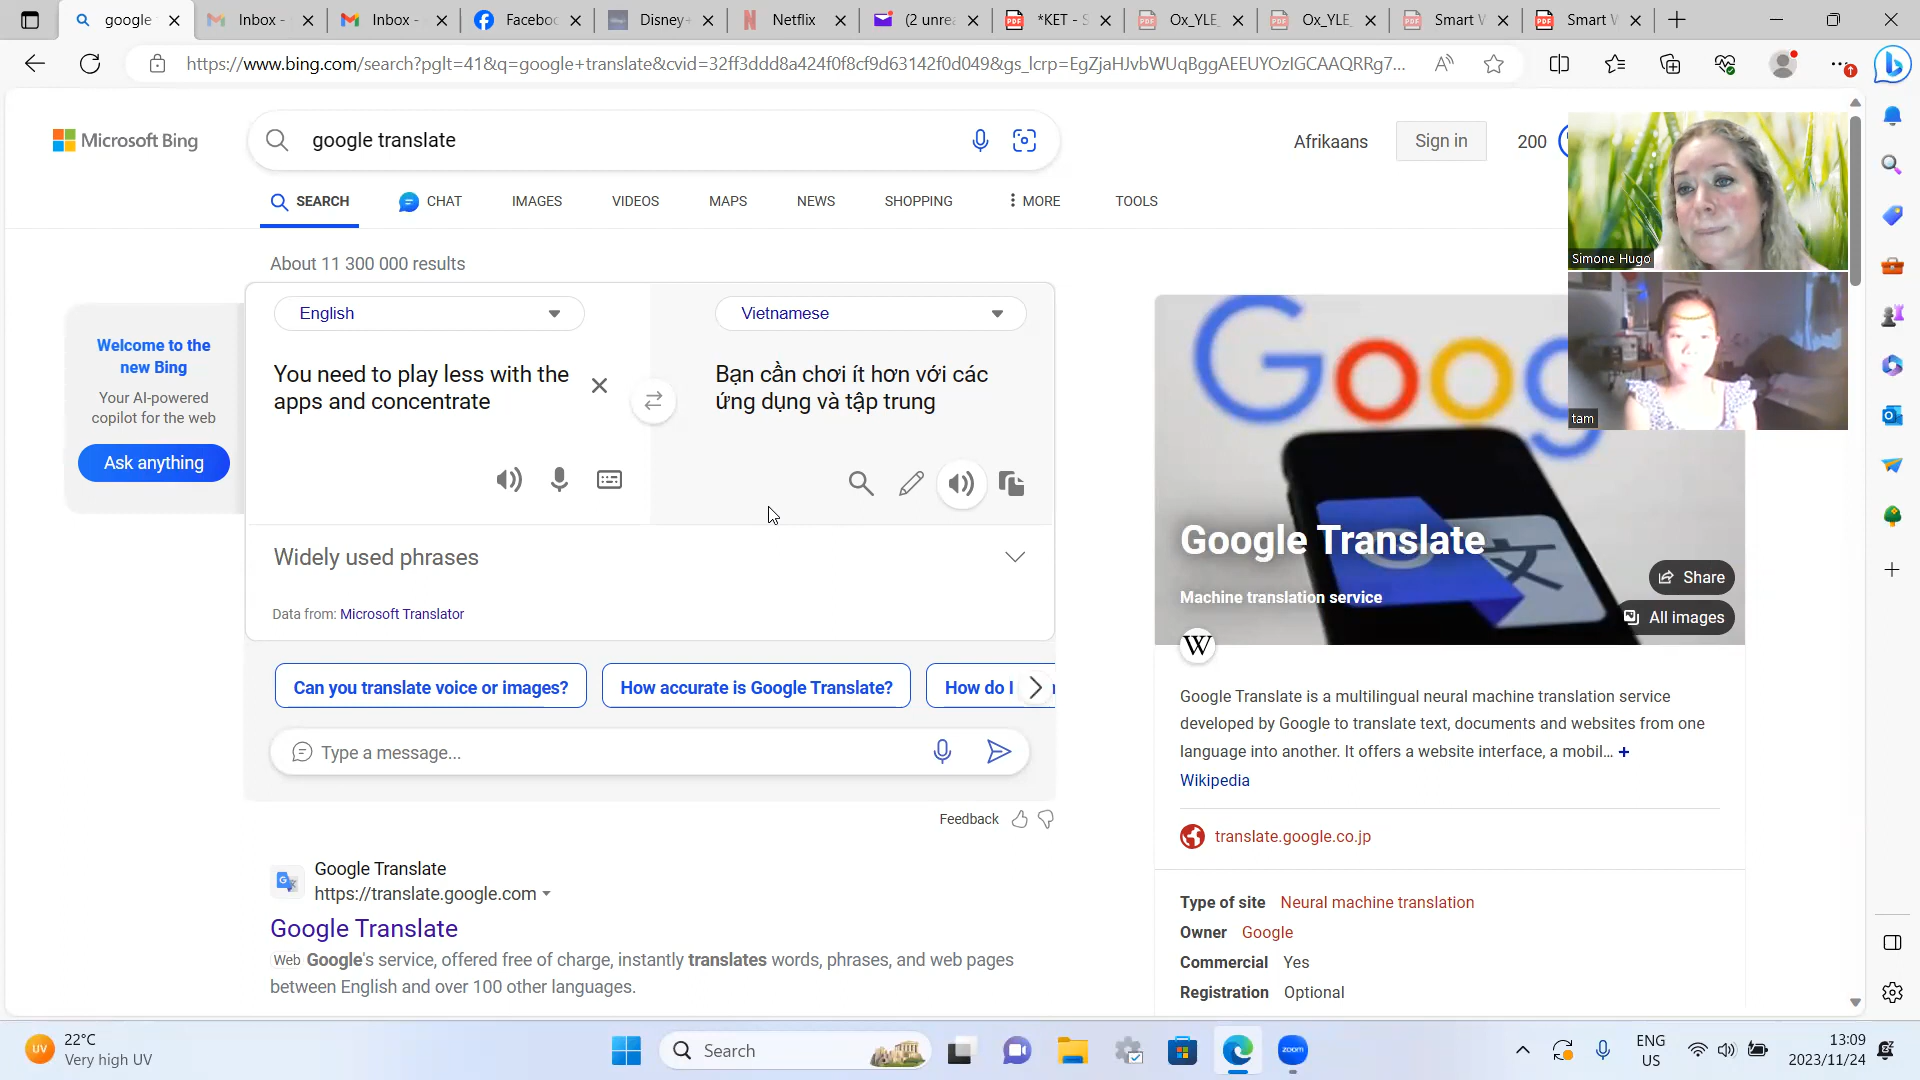 google
Inbox -
Inbox -
Faceboo
Disney+
Netflix
(2 unrea
*KET - S
Ox_YLE_
Ox_YLE_
Smart W
Smart W
https://www.bing.com/search?pglt=41&q=google+translate&cvid=32ff3ddd8a424f0f8cf9d63142f0d049&gs_lcrp=EgZjaHJvbWUqBggAEEUYOzIGCAAQRRg7...
Microsoft Bing
google translate
Afrikaans
Sign in
200
SEARCH
CHAT
IMAGES
VIDEOS
MAPS
NEWS
SHOPPING
MORE
TOOLS
Simone Hugo
tam
About 11 300 000 results
Welcome to the
new Bing
Your AI-powered
copilot for the web
Ask anything
English
Vietnamese
You need to play less with the
apps and concentrate
Bạn cần chơi ít hơn với các
ứng dụng và tập trung
Widely used phrases
Data from: Microsoft Translator
Can you translate voice or images?
How accurate is Google Translate?
How do I
Type a message...
Feedback
Google Translate
https://translate.google.com
Google Translate
Web Google's service, offered free of charge, instantly translates words, phrases, and web pages
between English and over 100 other languages.
Goog
Google Translate
Machine translation service
Share
All images
W
Google Translate is a multilingual neural machine translation service
developed by Google to translate text, documents and websites from one
language into another. It offers a website interface, a mobil... +
Wikipedia
translate.google.co.jp
Type of site Neural machine translation
Owner Google
Commercial Yes
Registration Optional
UV
22°C
Very high UV
Search
zoom
ENG
US
13:09
2023/11/24